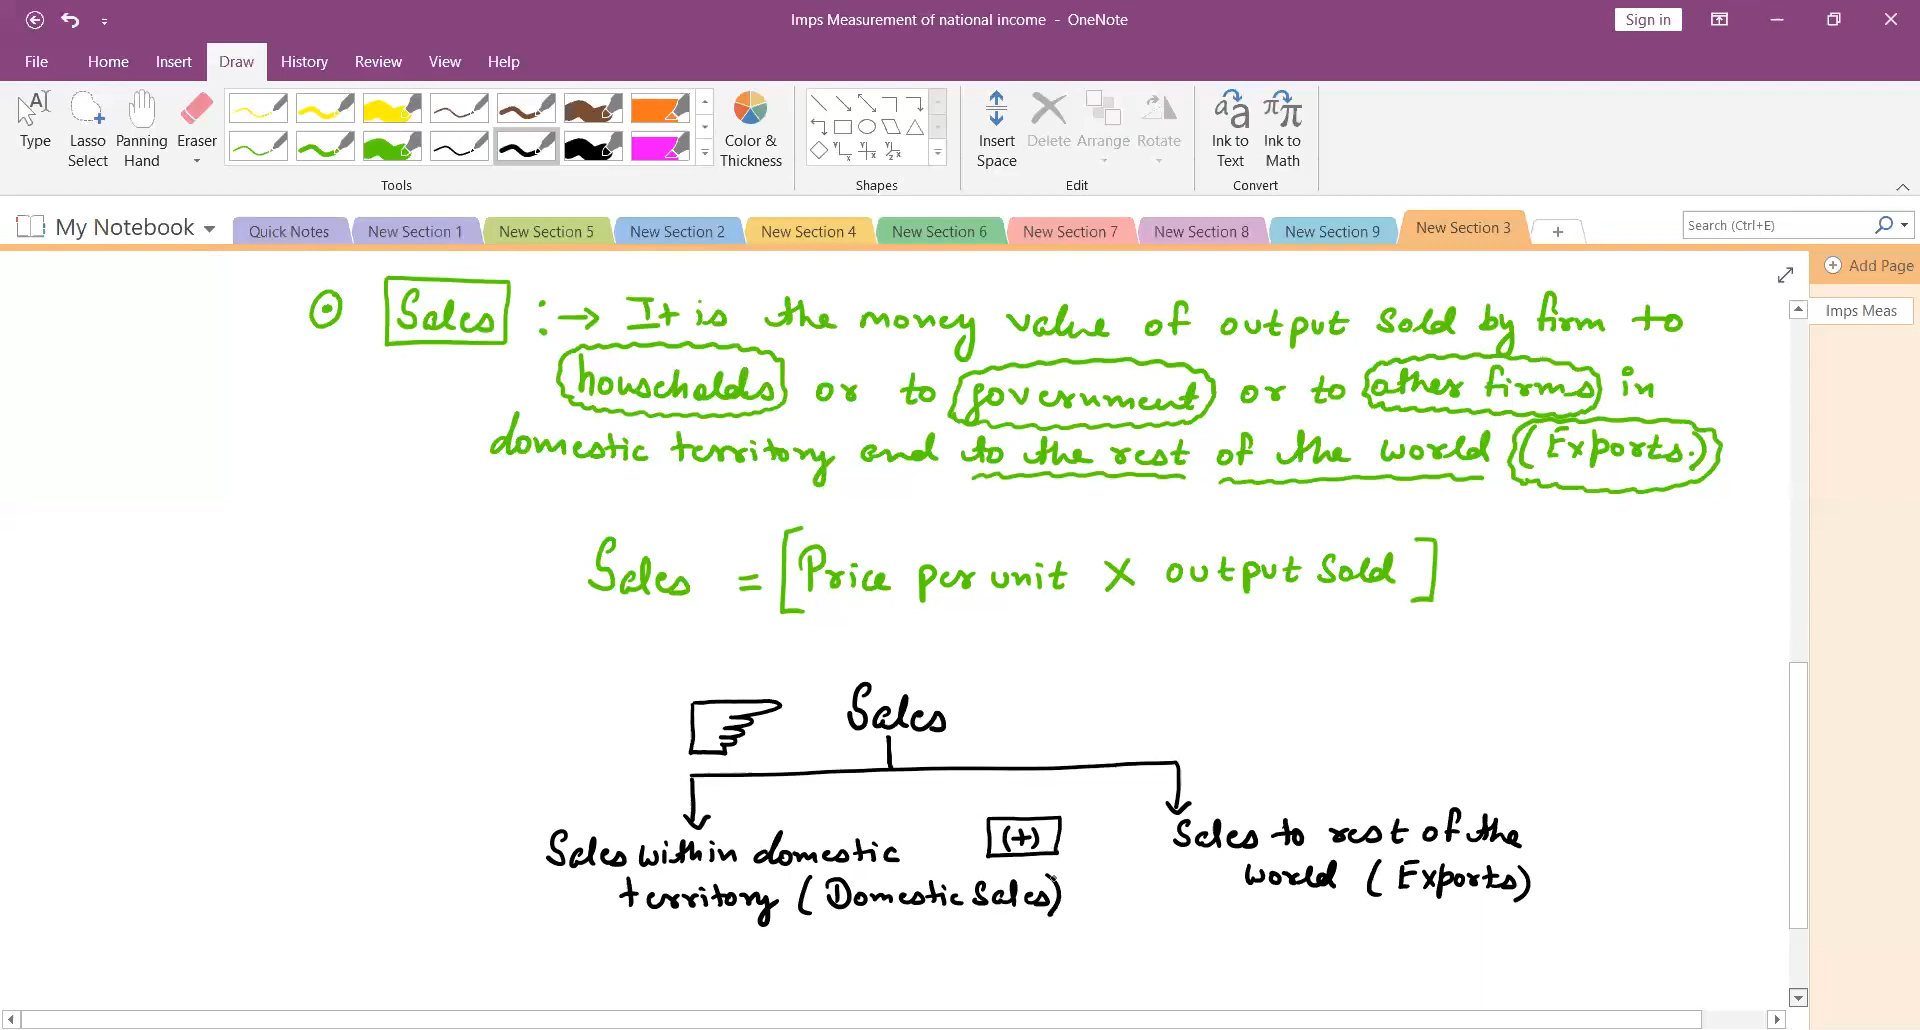 Imps Measurement of national income - OneNote
Sign in
File Home Insert Draw History Review View Help
Type
Lasso Select
Panning Hand
Eraser
Color & Thickness
Insert Space
Delete
Arrange
Rotate
Ink to Text
Ink to Math
Tools Shapes Edit Convert
My Notebook
Quick Notes New Section 1 New Section 5 New Section 2 New Section 4 New Section 6 New Section 7 New Section 8 New Section 9 New Section 3 +
Search (Ctrl+E)
Add Page
Imps Meas
Sales :→ It is the money value of output sold by firm to
households or to government or to other firms in
domestic territory and to the rest of the world (Exports.)
Sales = [Price per unit X output sold]
Sales
Sales within domestic
territory (Domestic Sales)
(+)
Sales to rest of the
world (Exports)